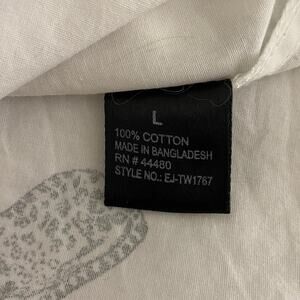 L
100% COTTON
MADE IN BANGLADESH
RN # 44480
STYLE NO.: EJ-TW1767